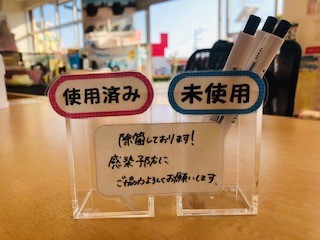 使用済み
未使用
除菌しております!
感染予防に
ご協力よろしくお願いします。